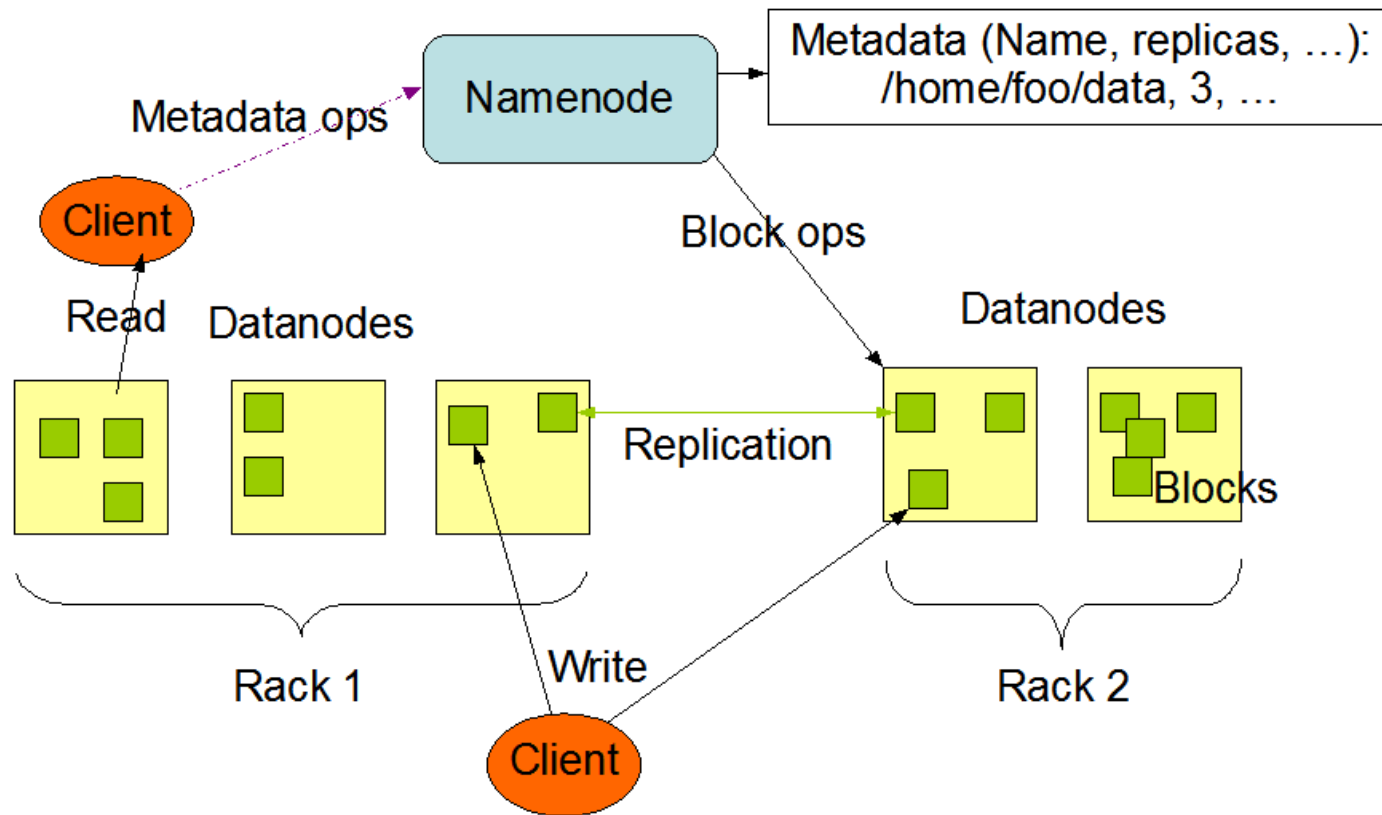 Metadata (Name, replicas, …):
/home/foo/data, 3, …
Namenode
Metadata ops
Client
Block ops
Read
Datanodes
Datanodes
Replication
Blocks
Rack 1
Write
Rack 2
Client